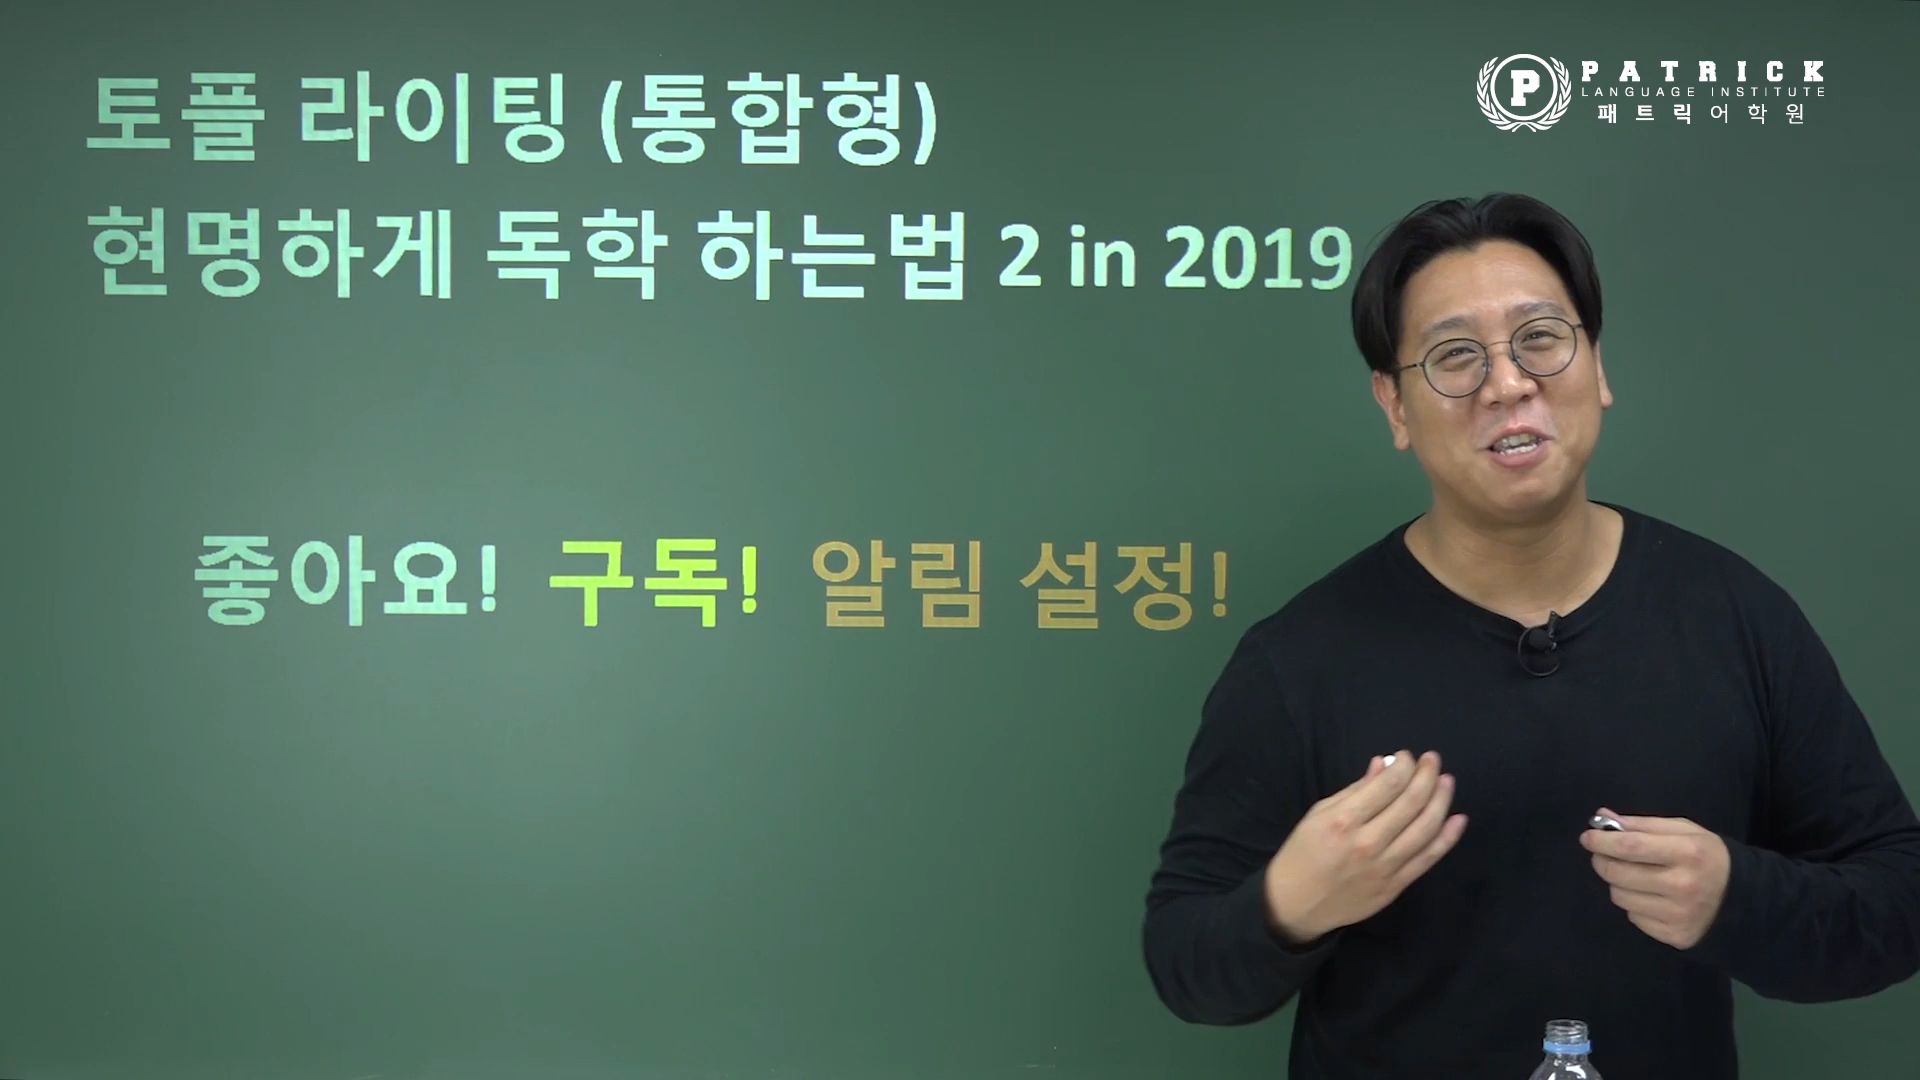 토플 라이팅 (통합형)
현명하게 독학 하는법 2 in 2019
좋아요! 구독! 알림 설정!
P
PATRICK
LANGUAGE INSTITUTE
패트릭어학원